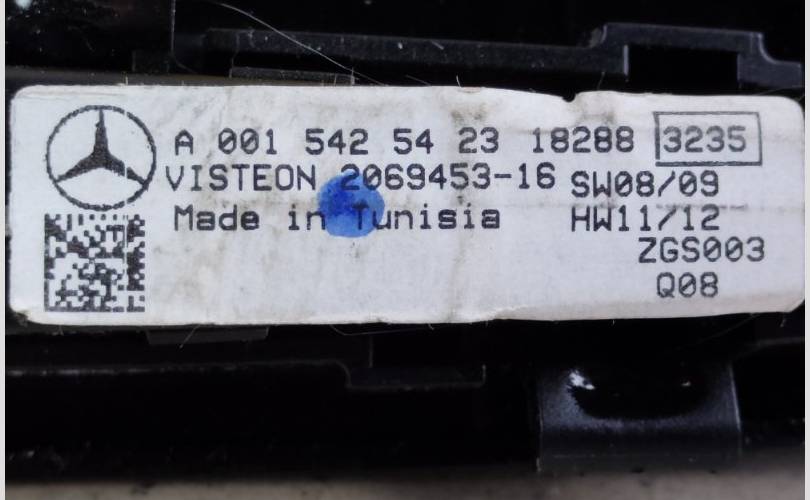 A 001 542 54 23 18288 3235
VISTEON 2069453-16 SW08/09
Made in Tunisia HW11/12
ZGS003
Q08